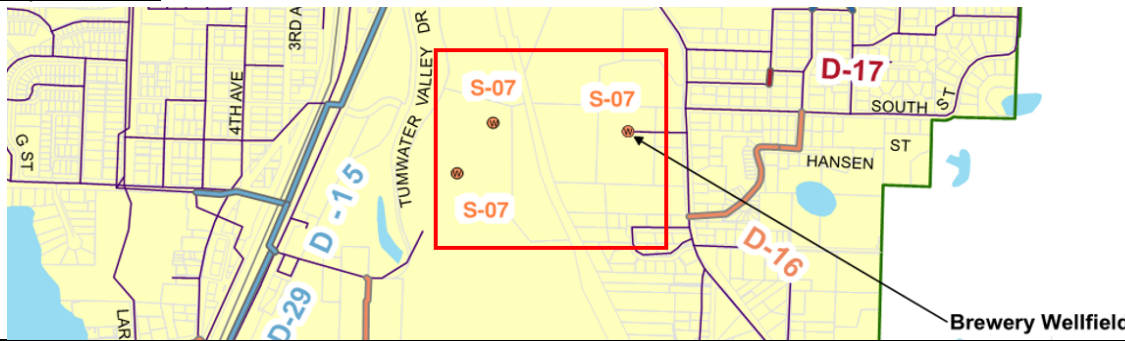 3RD A
4TH AVE
G ST
TUMWATER VALLEY DR
S-07
S-07
S-07
D-17
SOUTH ST
HANSEN ST
D-15
D-16
D-29
LAR
Brewery Wellfield